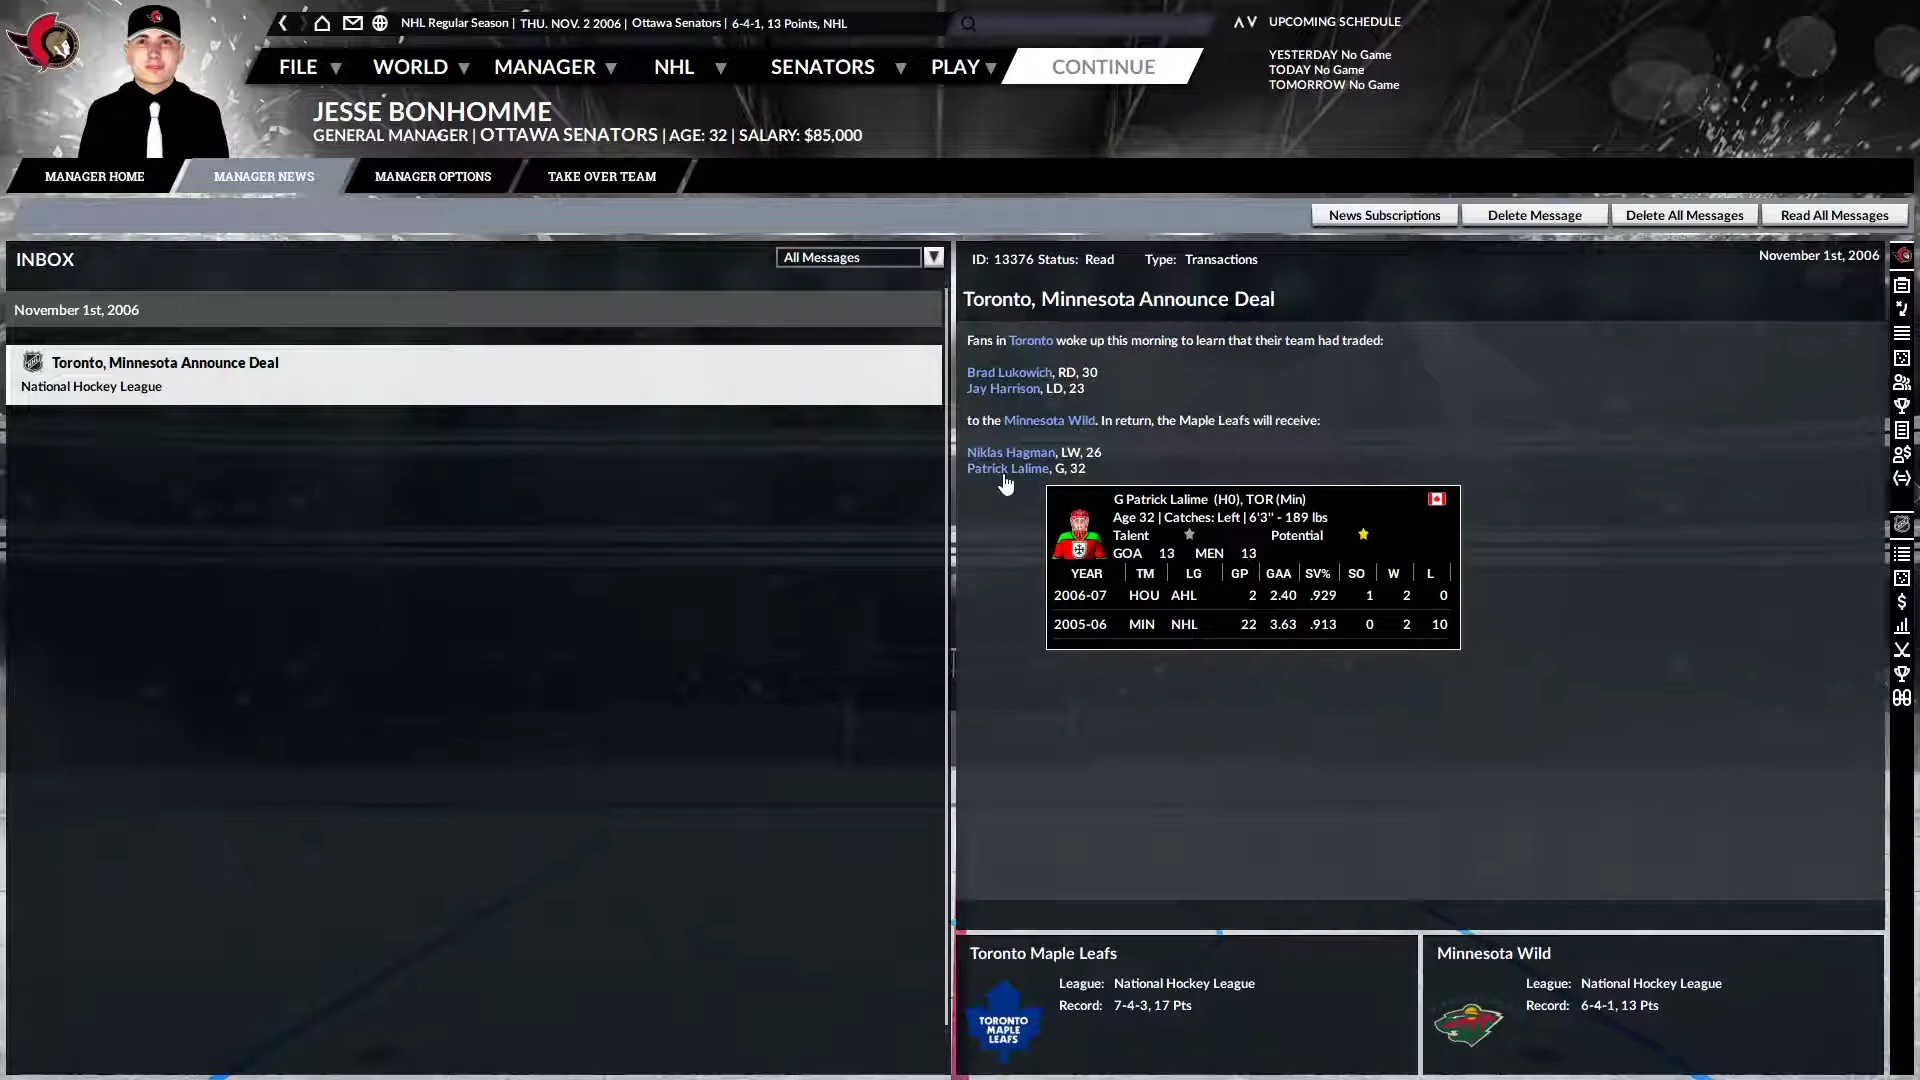 NHL Regular Season | THU. NOV. 2 2006 | Ottawa Senators | 6-4-1, 13 Points, NHL
UPCOMING SCHEDULE
YESTERDAY No Game
TODAY No Game
TOMORROW No Game
FILE WORLD MANAGER NHL SENATORS PLAY CONTINUE
JESSE BONHOMME
GENERAL MANAGER | OTTAWA SENATORS | AGE: 32 | SALARY: $85,000
MANAGER HOME MANAGER NEWS MANAGER OPTIONS TAKE OVER TEAM
News Subscriptions Delete Message Delete All Messages Read All Messages
INBOX All Messages
November 1st, 2006
Toronto, Minnesota Announce Deal
National Hockey League
ID: 13376 Status: Read Type: Transactions November 1st, 2006
Toronto, Minnesota Announce Deal
Fans in Toronto woke up this morning to learn that their team had traded:
Brad Lukowich, RD, 30
Jay Harrison, LD, 23
to the Minnesota Wild. In return, the Maple Leafs will receive:
Niklas Hagman, LW, 26
Patrick Lalime, G, 32
G Patrick Lalime (H0), TOR (Min)
Age 32 | Catches: Left | 6'3" - 189 lbs
Talent Potential
GOA 13 MEN 13
YEAR TM LG GP GAA SV% SO W L
2006-07 HOU AHL 2 2.40 .929 1 2 0
2005-06 MIN NHL 22 3.63 .913 0 2 10
Toronto Maple Leafs
League: National Hockey League
Record: 7-4-3, 17 Pts
TORONTO
MAPLE
LEAFS
Minnesota Wild
League: National Hockey League
Record: 6-4-1, 13 Pts